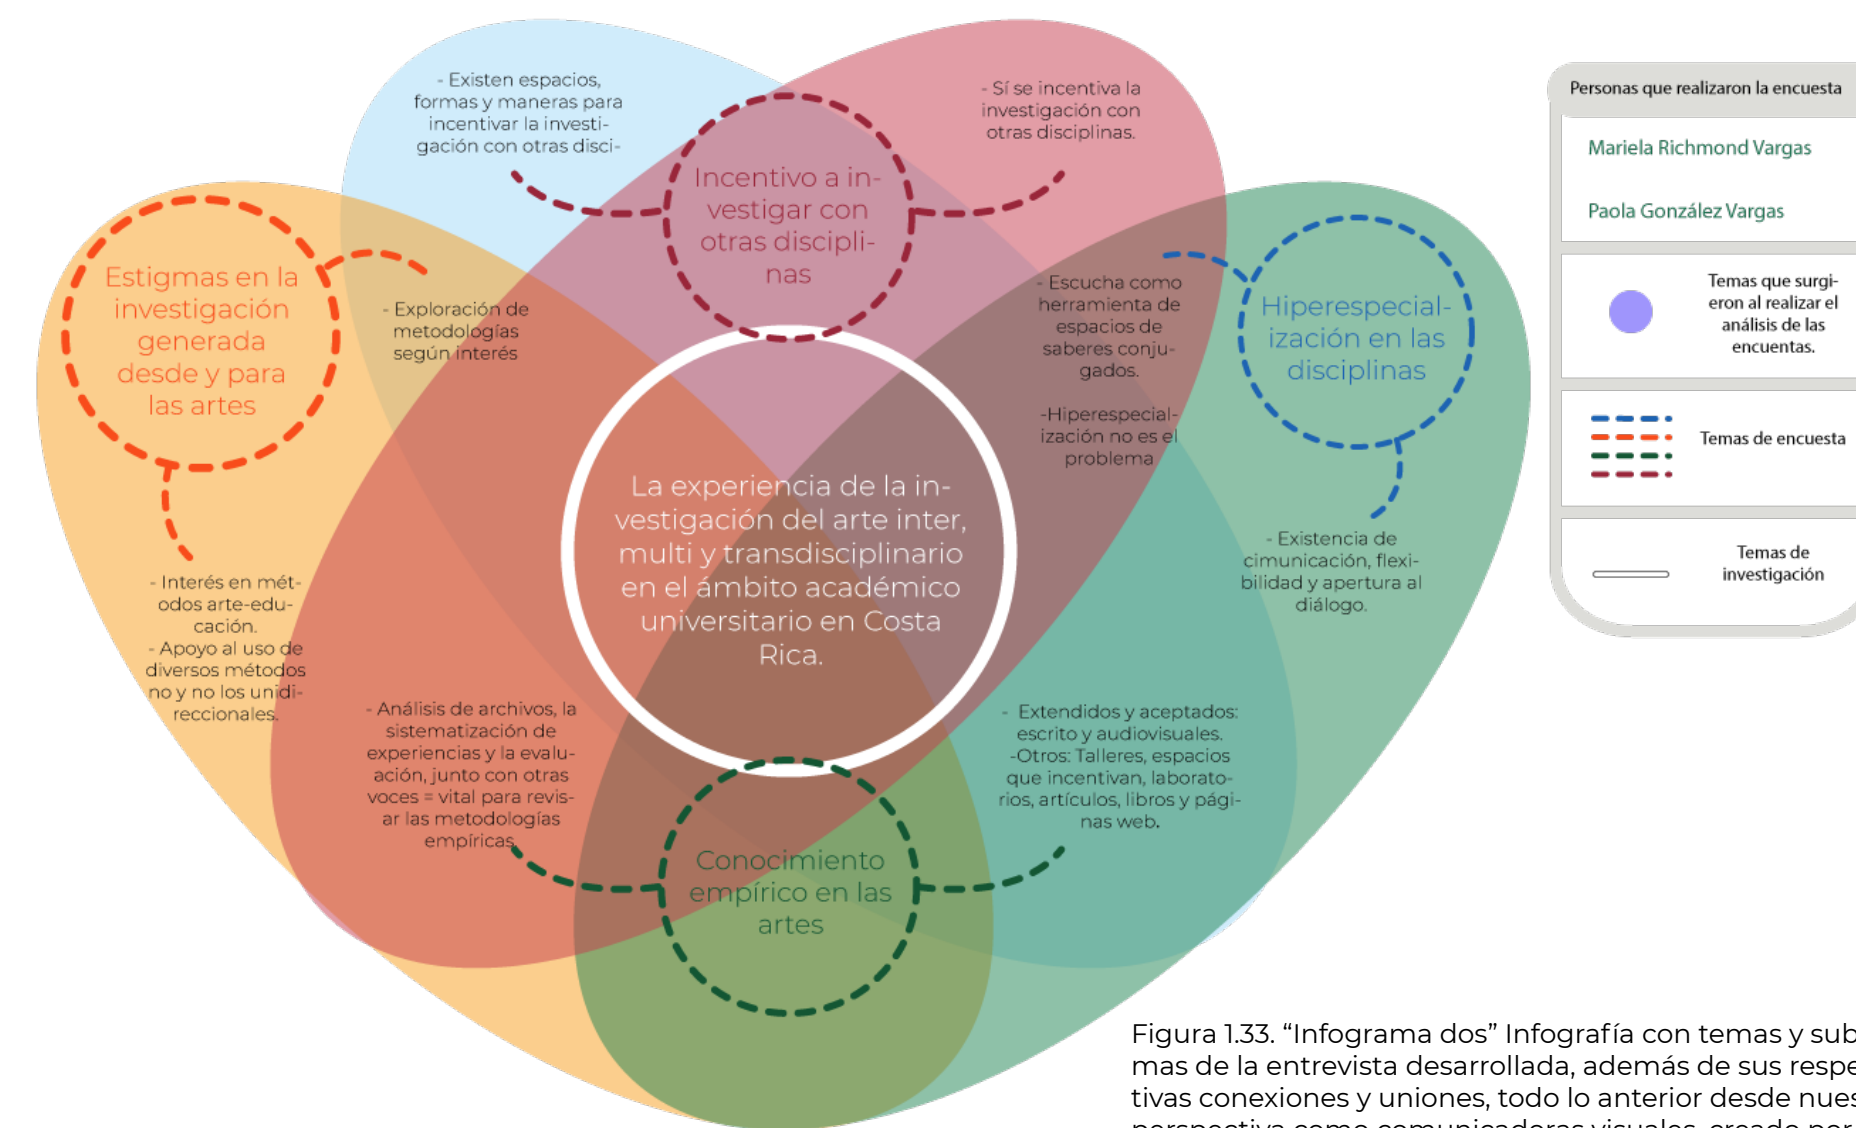 - Existen espacios,
formas y maneras para
incentivar la investi-
gación con otras disci-
- Sí se incentiva la
investigación con
otras disciplinas.
Incentivo a in-
vestigar con
otras discipli-
nas
Estigmas en la
investigación
generada
desde y para
las artes
- Exploración de
metodologías
según interés
- Escucha como
herramienta de
espacios de
saberes conju-
gados.
-Hiperespecial-
ización no es el
problema
Hiperespecial-
ización en las
disciplinas
La experiencia de la in-
vestigación del arte inter,
multi y transdisciplinario
en el ámbito académico
universitario en Costa
Rica.
- Existencia de
cimunicación, flexi-
bilidad y apertura al
diálogo.
- Interés en mét-
odos arte-edu-
cación.
- Apoyo al uso de
diversos métodos
no y no los unidi-
reccionales.
- Análisis de archivos, la
sistematización de
experiencias y la evalu-
ación, junto con otras
voces = vital para revis-
ar las metodologías
empíricas.
- Extendidos y aceptados:
escrito y audiovisuales.
-Otros: Talleres, espacios
que incentivan, laborato-
rios, artículos, libros y pági-
nas web.
Conocimiento
empírico en las
artes
Personas que realizaron la encuesta
Mariela Richmond Vargas
Paola González Vargas
Temas que surgi-
eron al realizar el
análisis de las
encuentas.
Temas de encuesta
Temas de
investigación
Figura 1.33. “Infograma dos” Infografía con temas y sub
mas de la entrevista desarrollada, además de sus respe
tivas conexiones y uniones, todo lo anterior desde nues
perspectiva como comunicadoras visuales, creado por